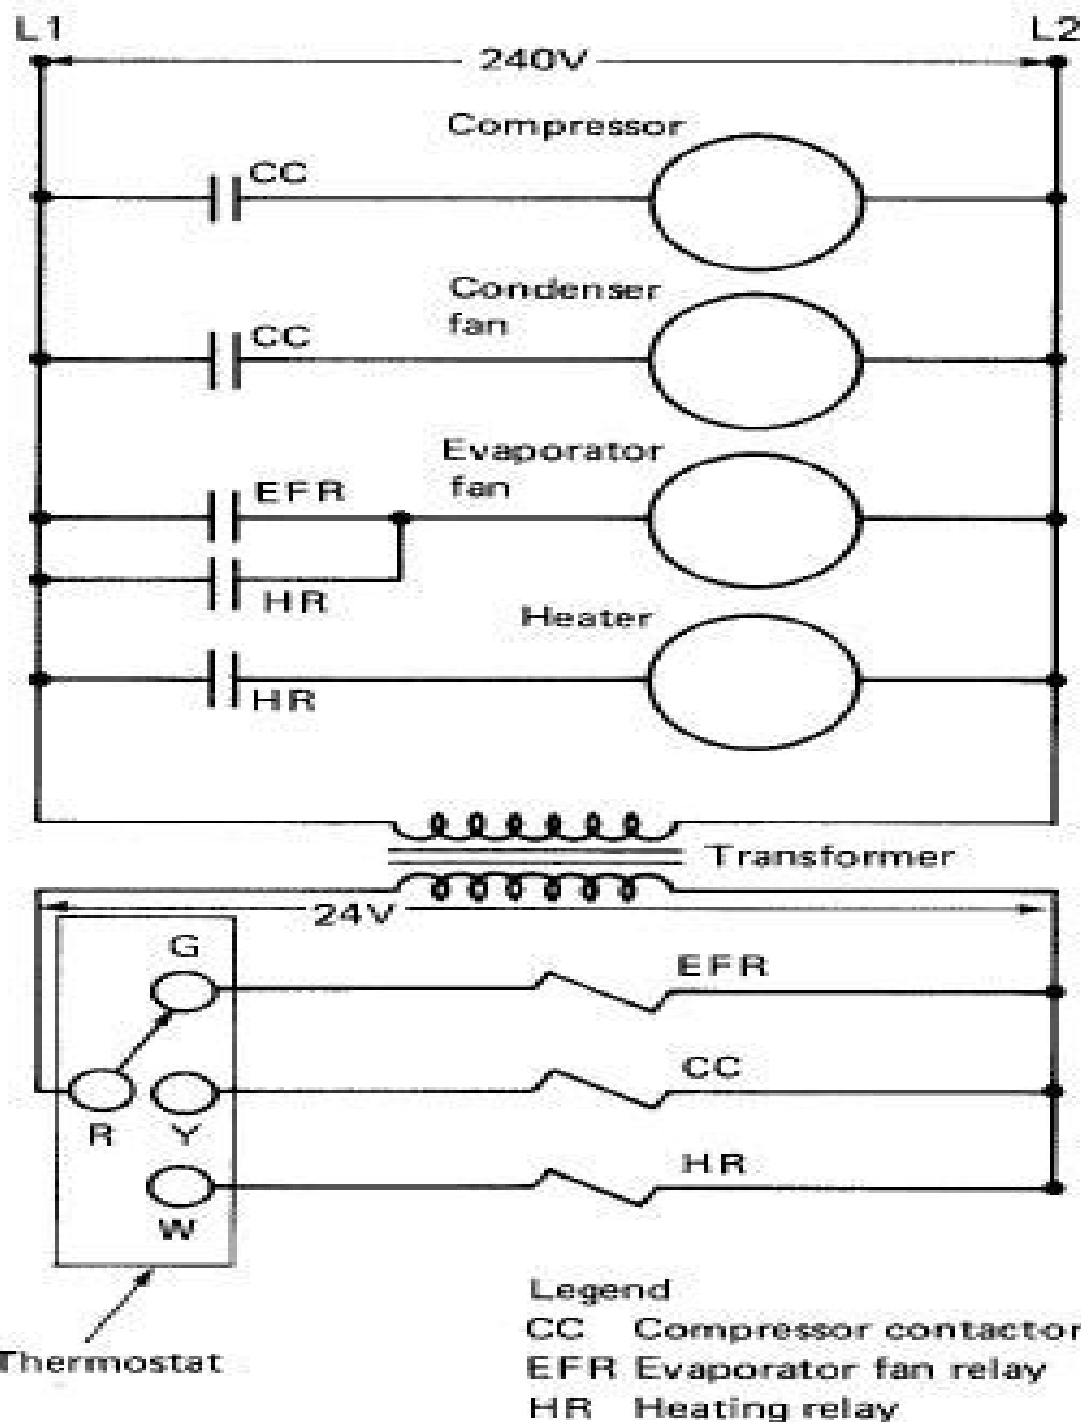 L1
L2
240V
Compressor
CC
Condenser
fan
CC
Evaporator
fan
EFR
HR
Heater
HR
Transformer
24V
G
EFR
CC
R
Y
HR
W
Thermostat
Legend
CC Compressor contactor
EFR Evaporator fan relay
HR Heating relay